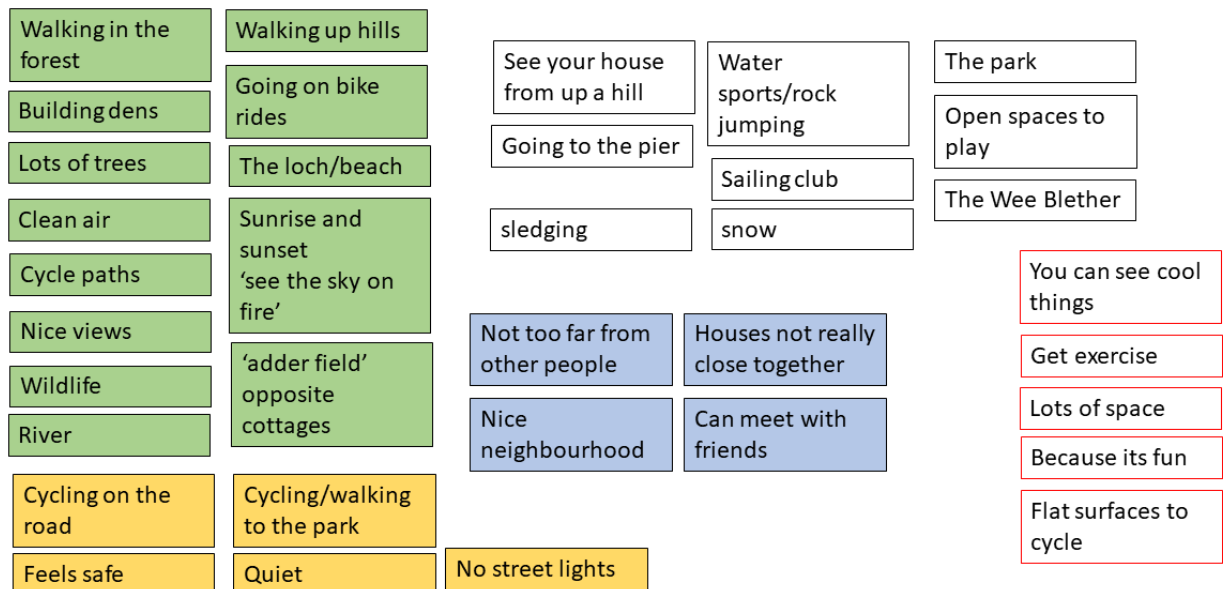 Walking in the
forest
Building dens
Lots of trees
Clean air
Cycle paths
Nice views
Wildlife
River
Walking up hills
Going on bike
rides
The loch/beach
Sunrise and
sunset
‘see the sky on
fire’
‘adder field’
opposite
cottages
Cycling on the
road
Feels safe
Cycling/walking
to the park
Quiet
No street lights
See your house
from up a hill
Going to the pier
sledging
Water
sports/rock
jumping
Sailing club
snow
The park
Open spaces to
play
The Wee Blether
Not too far from
other people
Nice
neighbourhood
Houses not really
close together
Can meet with
friends
You can see cool
things
Get exercise
Lots of space
Because its fun
Flat surfaces to
cycle